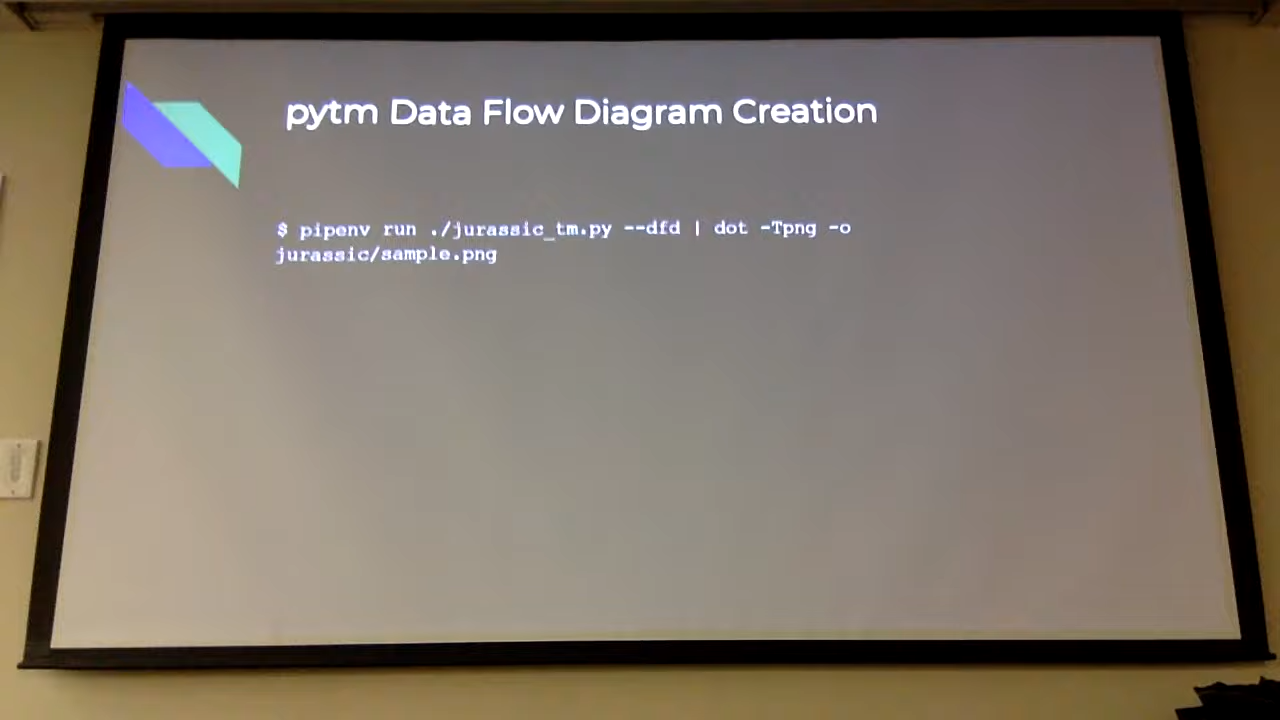 pytm Data Flow Diagram Creation
$ pipenv run ./jurassic_tm.py --dfd | dot -Tpng -o
jurassic/sample.png